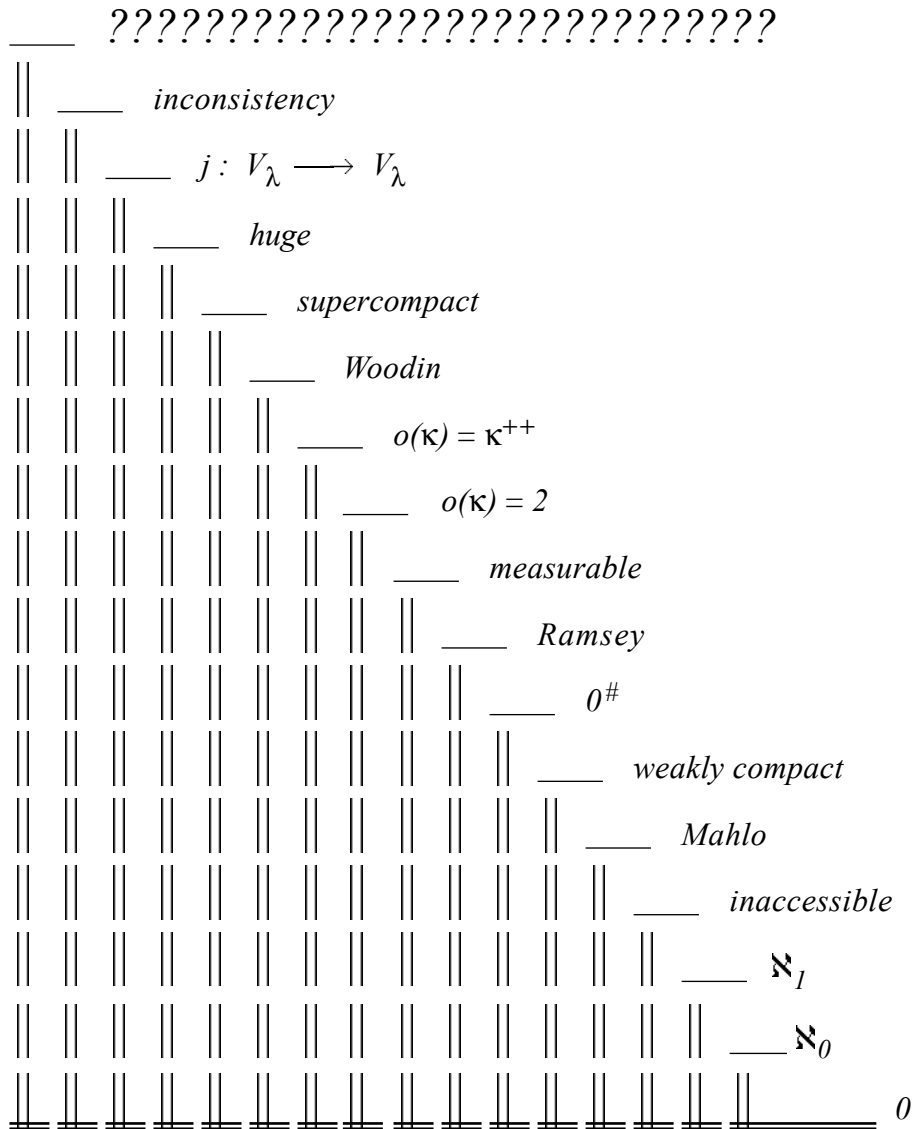 ????????????????????????????
inconsistency
j : V_λ ⟶ V_λ
huge
supercompact
Woodin
o(κ) = κ⁺⁺
o(κ) = 2
measurable
Ramsey
0^#
weakly compact
Mahlo
inaccessible
ℵ₁
ℵ₀
0